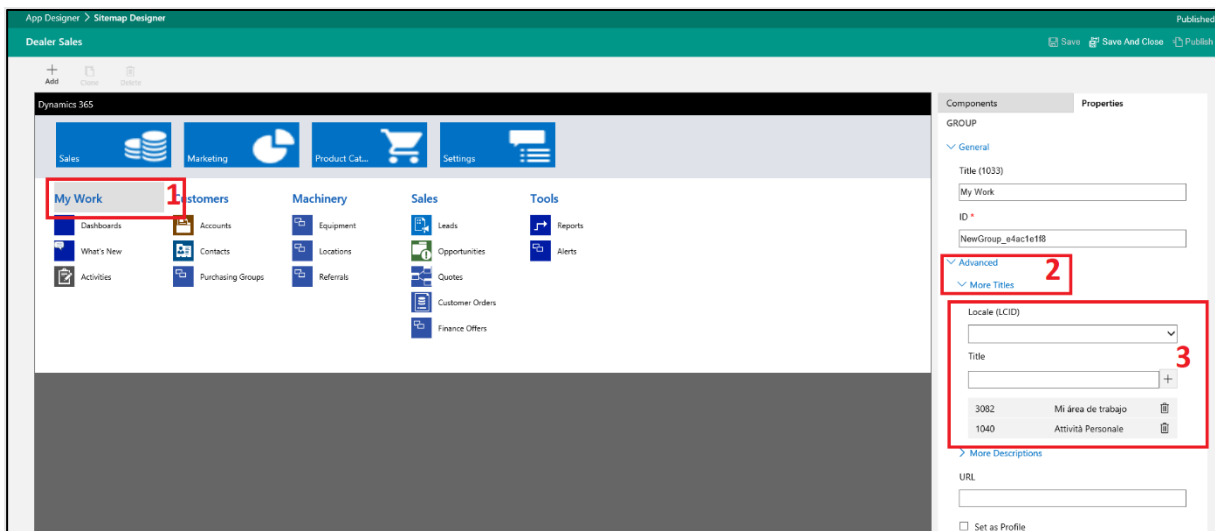 App Designer > Sitemap Designer
Published
Dealer Sales
Save
Save And Close
Publish
Add
Clone
Delete
Dynamics 365
Sales
Marketing
Product Cat...
Settings
1
My Work
Customers
Machinery
Sales
Tools
Dashboards
Accounts
Equipment
Leads
Reports
What's New
Contacts
Locations
Opportunities
Alerts
Activities
Purchasing Groups
Referrals
Quotes
Customer Orders
Finance Offers
Components
Properties
GROUP
General
Title (1033)
My Work
ID *
NewGroup_e4ac1e1f8
Advanced
2
More Titles
Locale (LCID)
3
Title
+
3082 Mi área de trabajo
1040 Attività Personale
> More Descriptions
URL
Set as Profile